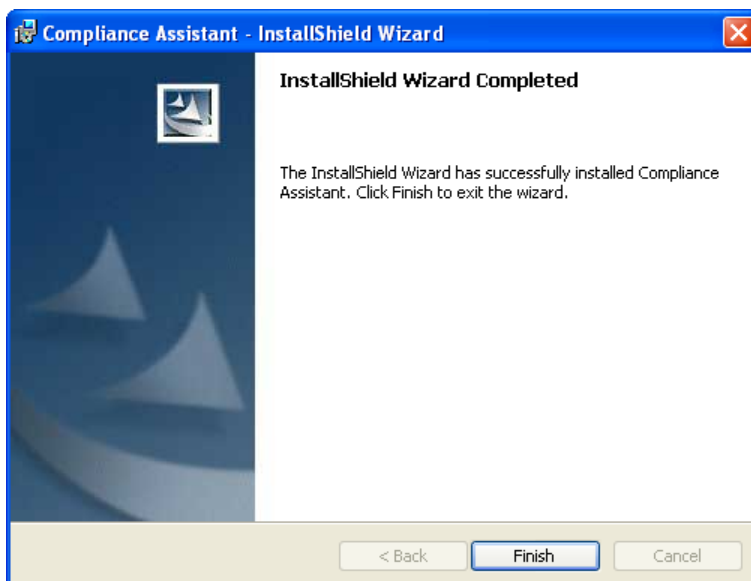 Compliance Assistant - InstallShield Wizard
InstallShield Wizard Completed
The InstallShield Wizard has successfully installed Compliance
Assistant. Click Finish to exit the wizard.
< Back Finish Cancel